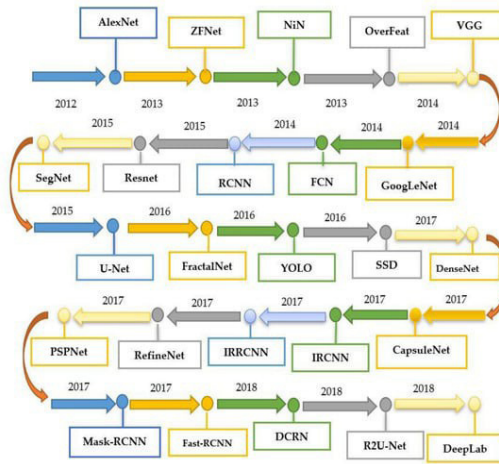 AlexNet
ZFNet
NiN
OverFeat
VGG
2012
2013
2013
2013
2014
2015
2015
2014
2014
2014
SegNet
Resnet
RCNN
FCN
GoogLeNet
2015
2016
2016
2016
2017
U-Net
FractalNet
YOLO
SSD
DenseNet
2017
2017
2017
2017
2017
PSPNet
RefineNet
IRRCNN
IRCNN
CapsuleNet
2017
2017
2018
2018
2018
Mask-RCNN
Fast-RCNN
DCRN
R2U-Net
DeepLab